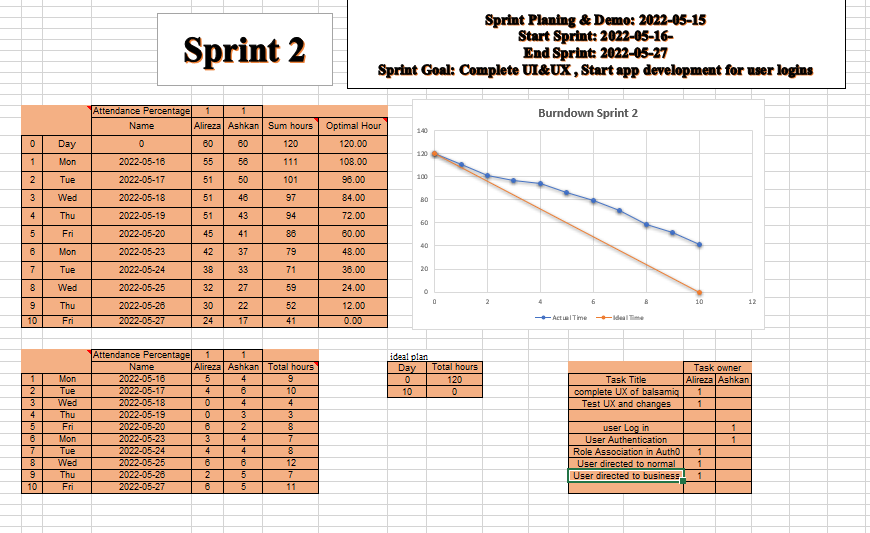 Sprint 2
Sprint Planing & Demo: 2022-05-15
Start Sprint: 2022-05-16-
End Sprint: 2022-05-27
Sprint Goal: Complete UI&UX , Start app development for user logins
Attendance Percentage 1 1
Name Alireza Ashkan Sum hours Optimal Hour
0 Day 0 60 60 120 120.00
1 Mon 2022-05-16 55 56 111 108.00
2 Tue 2022-05-17 51 50 101 96.00
3 Wed 2022-05-18 51 46 97 84.00
4 Thu 2022-05-19 51 43 94 72.00
5 Fri 2022-05-20 45 41 86 60.00
6 Mon 2022-05-23 42 37 79 48.00
7 Tue 2022-05-24 38 33 71 36.00
8 Wed 2022-05-25 32 27 59 24.00
9 Thu 2022-05-26 30 22 52 12.00
10 Fri 2022-05-27 24 17 41 0.00
Burndown Sprint 2
140
120
100
80
60
40
20
0
0 2 4 6 8 10 12
Actual Time Ideal Time
Attendance Percentage 1 1
Name Alireza Ashkan Total hours
1 Mon 2022-05-16 5 4 9
2 Tue 2022-05-17 4 6 10
3 Wed 2022-05-18 0 4 4
4 Thu 2022-05-19 0 3 3
5 Fri 2022-05-20 6 2 8
6 Mon 2022-05-23 3 4 7
7 Tue 2022-05-24 4 4 8
8 Wed 2022-05-25 6 6 12
9 Thu 2022-05-26 2 5 7
10 Fri 2022-05-27 6 5 11
ideal plan
Day Total hours
0 120
10 0
Task owner
Task Title Alireza Ashkan
complete UX of balsamiq 1
Test UX and changes 1
user Log in 1
User Authentication 1
Role Association in Auth0 1
User directed to normal 1
User directed to business 1